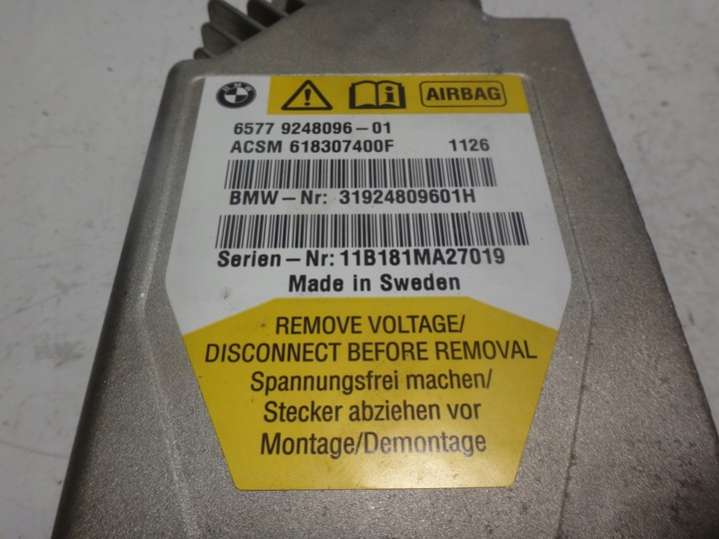 BMW
AIRBAG
6577 9248096-01
ACSM 618307400F 1126
BMW-Nr: 31924809601H
Serien-Nr: 11B181MA27019
Made in Sweden
REMOVE VOLTAGE/
DISCONNECT BEFORE REMOVAL
Spannungsfrei machen/
Stecker abziehen vor
Montage/Demontage